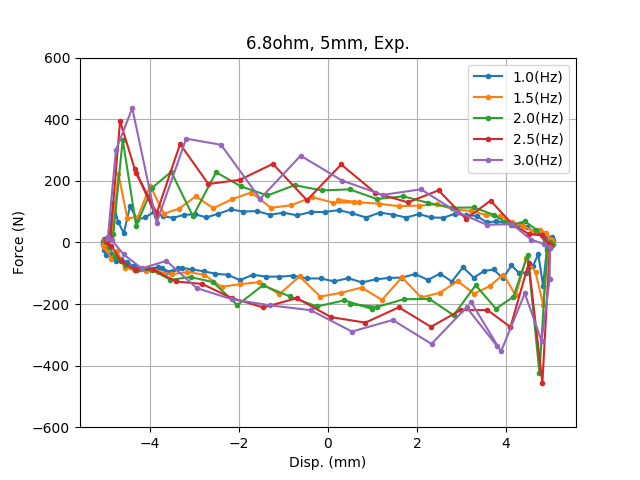 6.8ohm, 5mm, Exp.
600
400
200
0
−200
−400
−600
Force (N)
1.0(Hz)
1.5(Hz)
2.0(Hz)
2.5(Hz)
3.0(Hz)
−4 −2 0 2 4
Disp. (mm)